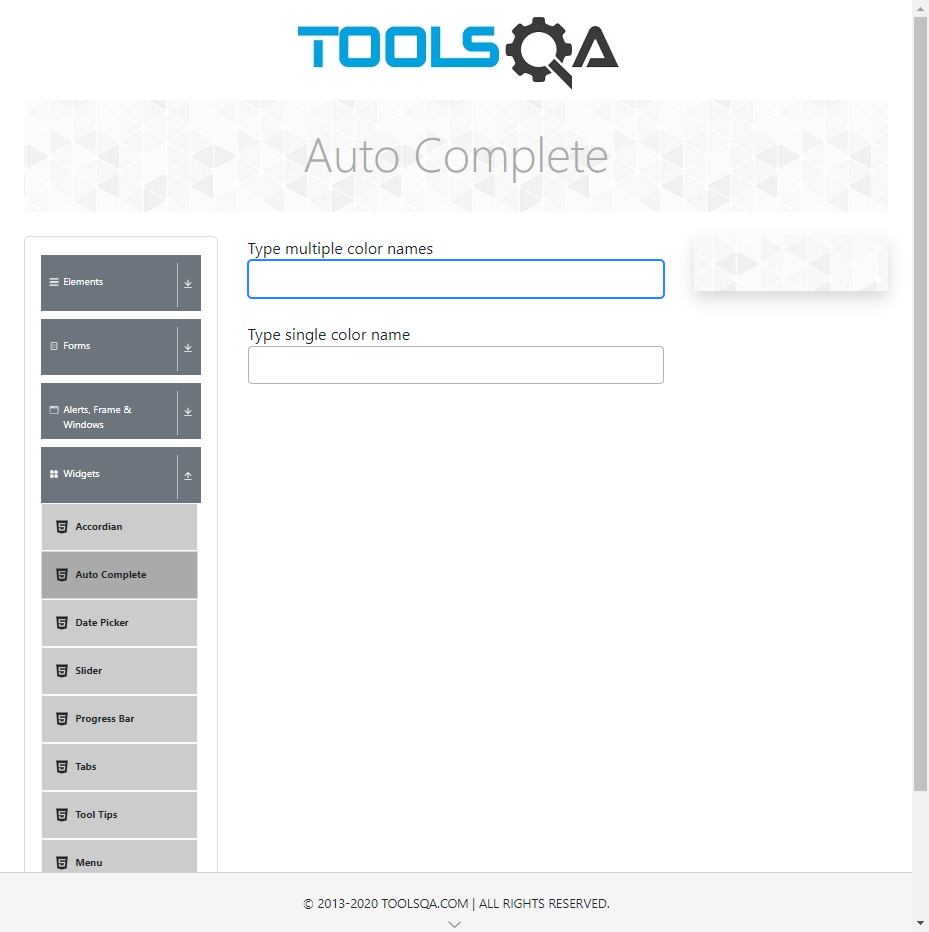 TOOLSQA
Auto Complete
Elements
Forms
Alerts, Frame &
Windows
Widgets
Accordian
Auto Complete
Date Picker
Slider
Progress Bar
Tabs
Tool Tips
Menu
Type multiple color names
Type single color name
© 2013-2020 TOOLSQA.COM | ALL RIGHTS RESERVED.